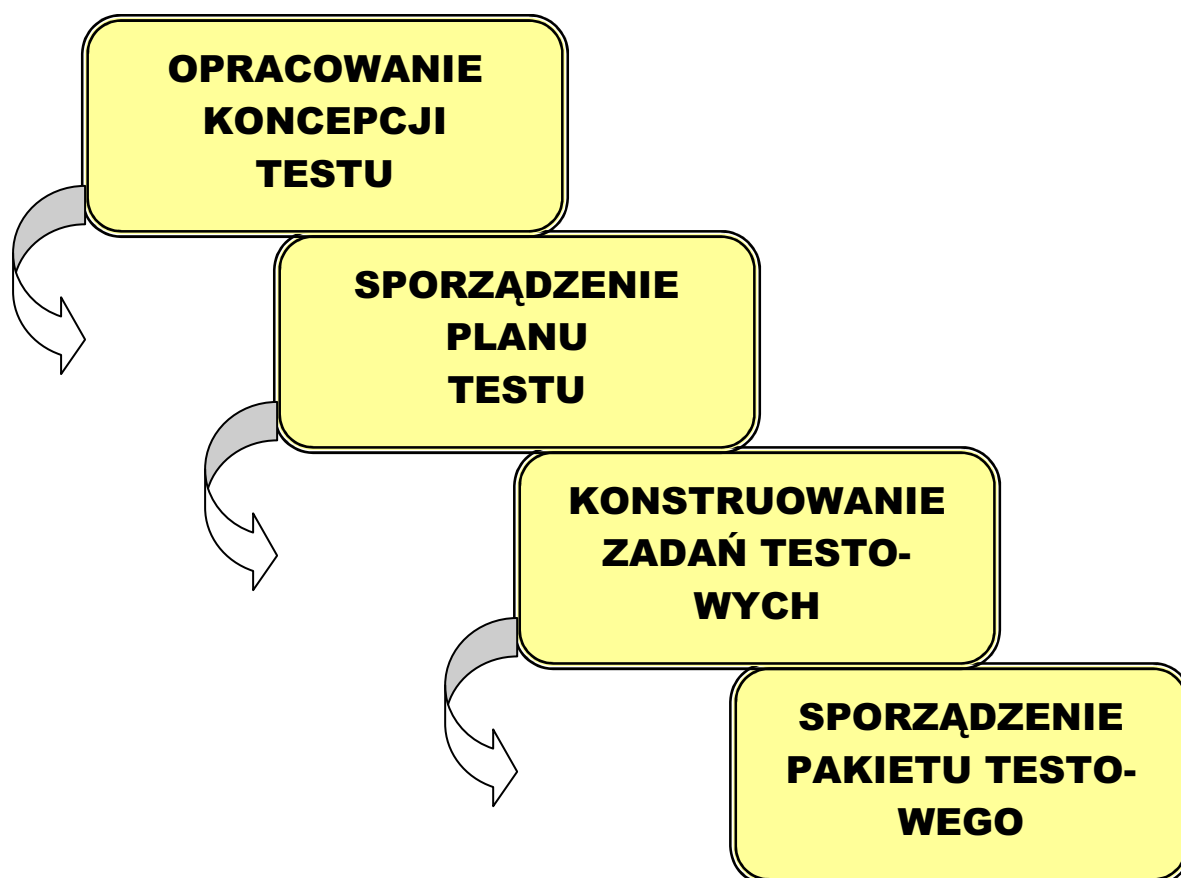 OPRACOWANIE
KONCEPCJI
TESTU
SPORZĄDZENIE
PLANU
TESTU
KONSTRUOWANIE
ZADAŃ TESTO-
WYCH
SPORZĄDZENIE
PAKIETU TESTO-
WEGO